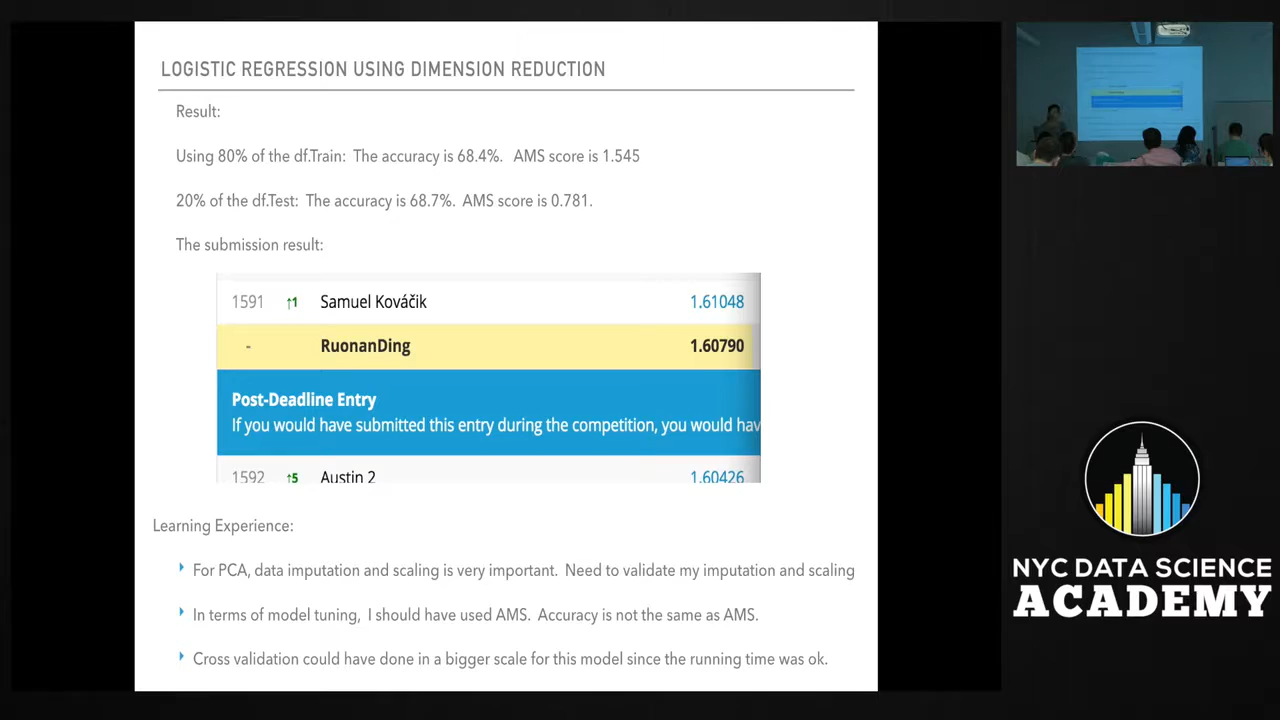 LOGISTIC REGRESSION USING DIMENSION REDUCTION
Result:
Using 80% of the df.Train: The accuracy is 68.4%. AMS score is 1.545
20% of the df.Test: The accuracy is 68.7%. AMS score is 0.781.
The submission result:
1591 ↑1 Samuel Kováčik 1.61048
- RuonanDing 1.60790
Post-Deadline Entry
If you would have submitted this entry during the competition, you would hav
1592 ↑5 Austin 2 1.60426
Learning Experience:
For PCA, data imputation and scaling is very important. Need to validate my imputation and scaling
In terms of model tuning, I should have used AMS. Accuracy is not the same as AMS.
Cross validation could have done in a bigger scale for this model since the running time was ok.
NYC DATA SCIENCE
ACADEMY